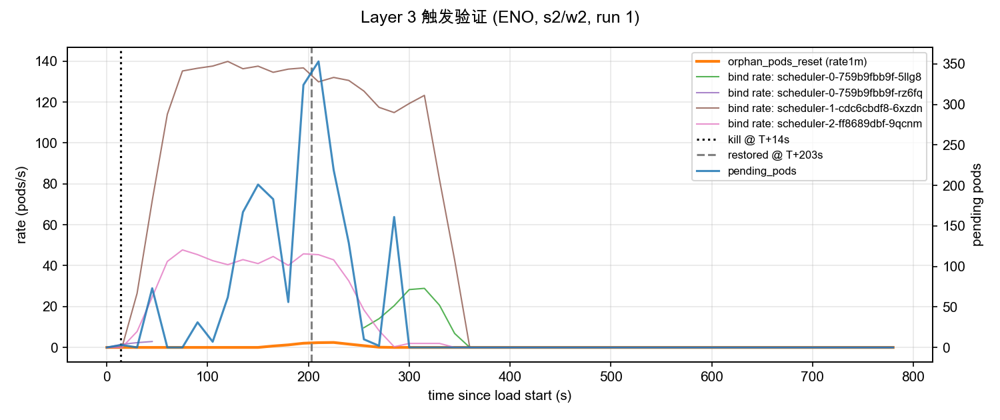 Layer 3 触发验证 (ENO, s2/w2, run 1)
140
120
100
80
60
40
20
0
rate (pods/s)
350
300
250
200
150
100
50
0
pending pods
orphan_pods_reset (rate1m)
bind rate: scheduler-0-759b9fbb9f-5llg8
bind rate: scheduler-0-759b9fbb9f-rz6fq
bind rate: scheduler-1-cdc6cbdf8-6xzdn
bind rate: scheduler-2-ff8689dbf-9qcnm
kill @ T+14s
restored @ T+203s
pending_pods
0 100 200 300 400 500 600 700 800
time since load start (s)